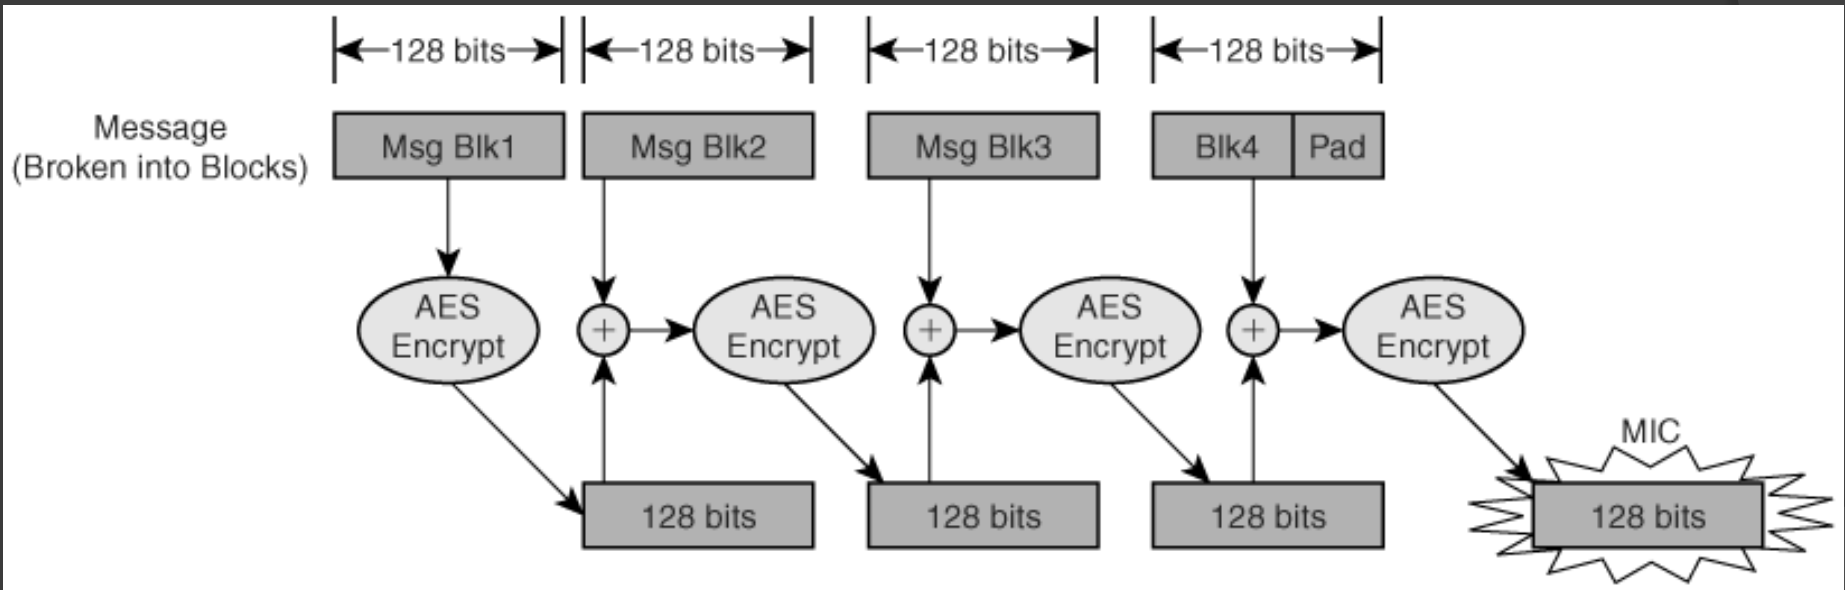 128 bits
128 bits
128 bits
128 bits
Message
(Broken into Blocks)
Msg Blk1
Msg Blk2
Msg Blk3
Blk4
Pad
AES
Encrypt
+
AES
Encrypt
+
AES
Encrypt
+
AES
Encrypt
MIC
128 bits
128 bits
128 bits
128 bits